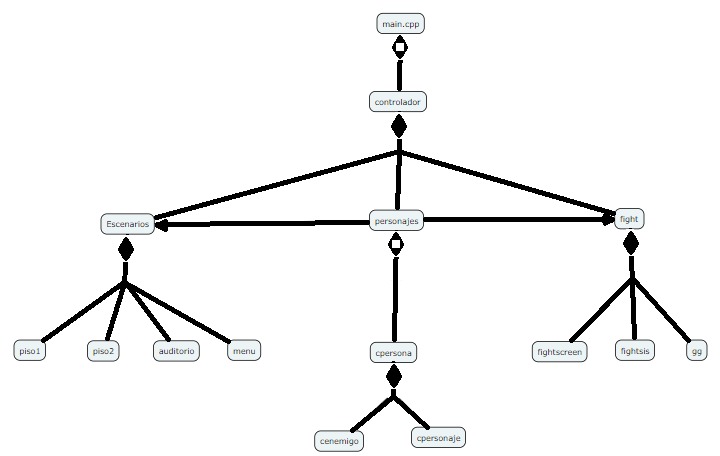 main.cpp
controlador
Escenarios
personajes
fight
piso1
piso2
auditorio
menu
cpersona
fightscreen
fightsis
gg
cenemigo
cpersonaje